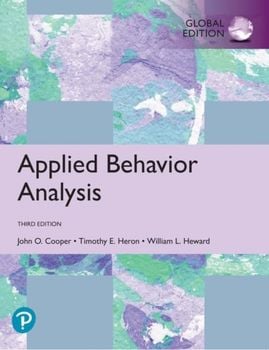 GLOBAL
EDITION
Applied Behavior
Analysis
THIRD EDITION
John O. Cooper • Timothy E. Heron • William L. Heward
P